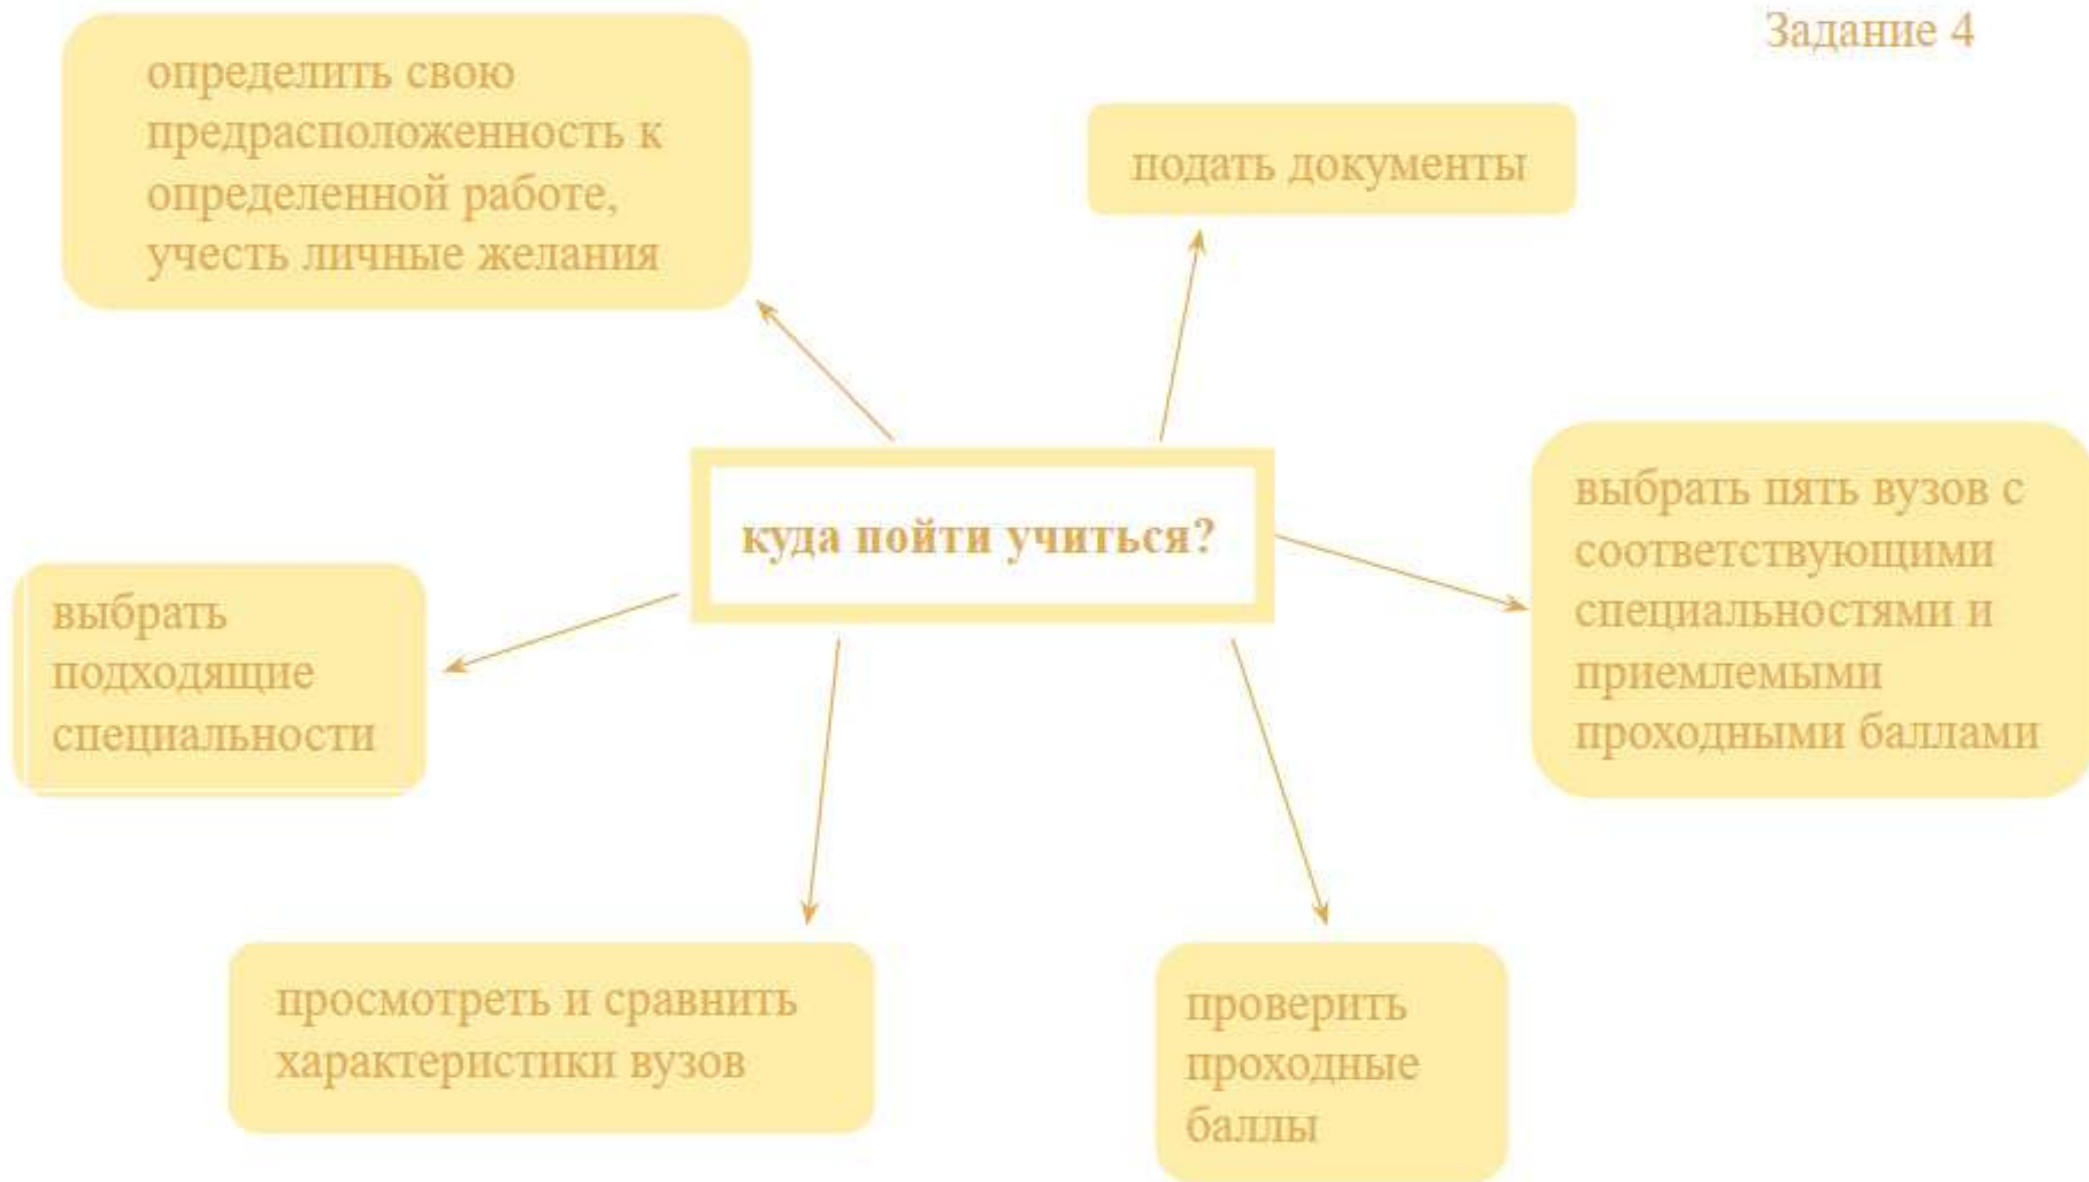 Задание 4
определить свою
предрасположенность к
определенной работе,
учесть личные желания
подать документы
куда пойти учиться?
выбрать пять вузов с
соответствующими
специальностями и
приемлемыми
проходными баллами
выбрать
подходящие
специальности
просмотреть и сравнить
характеристики вузов
проверить
проходные
баллы